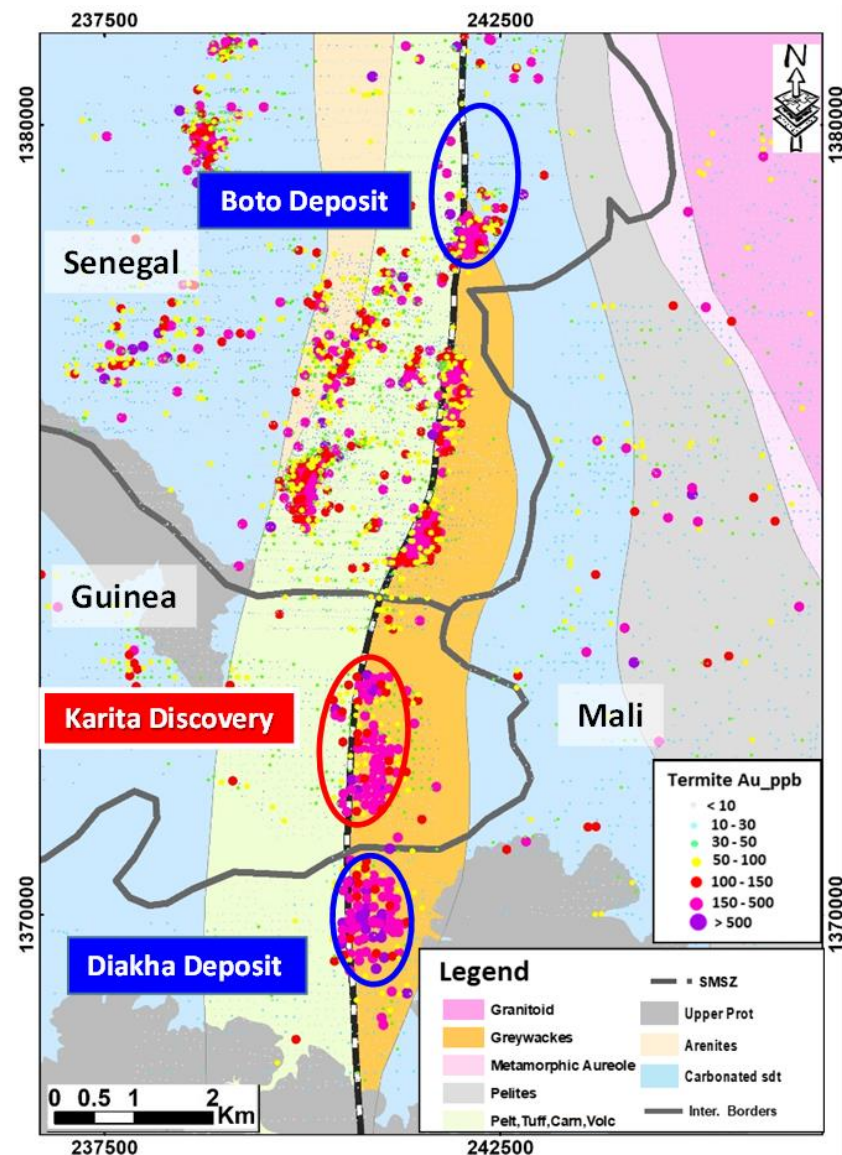 237500
242500
N
1380000
1380000
Boto Deposit
Senegal
Guinea
Karita Discovery
Mali
Termite Au_ppb
< 10
10 - 30
30 - 50
50 - 100
100 - 150
150 - 500
> 500
1370000
1370000
Diakha Deposit
Legend
Granitoid
Greywackes
Metamorphic Aureole
Pelites
Pelt,Tuff,Carn,Volc
SMSZ
Upper Prot
Arenites
Carbonated sdt
Inter. Borders
0 0.5 1 2
Km
237500
242500